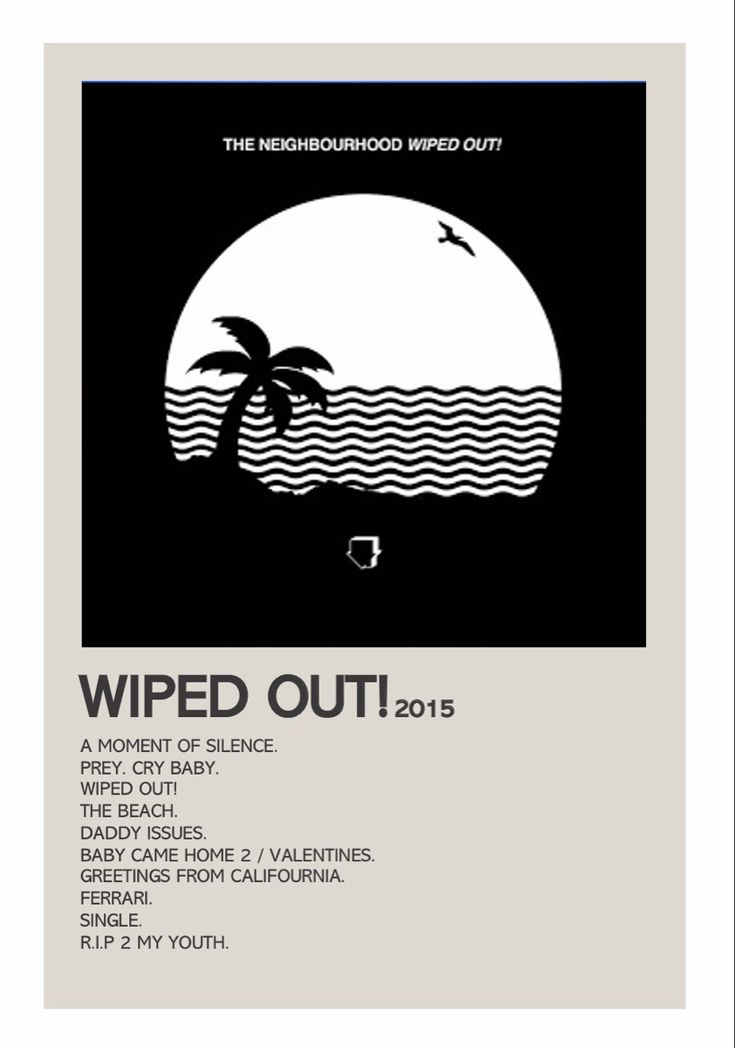 THE NEIGHBOURHOOD WIPED OUT!
WIPED OUT! 2015
A MOMENT OF SILENCE.
PREY. CRY BABY.
WIPED OUT!
THE BEACH.
DADDY ISSUES.
BABY CAME HOME 2 / VALENTINES.
GREETINGS FROM CALIFOURNIA.
FERRARI.
SINGLE.
R.I.P 2 MY YOUTH.